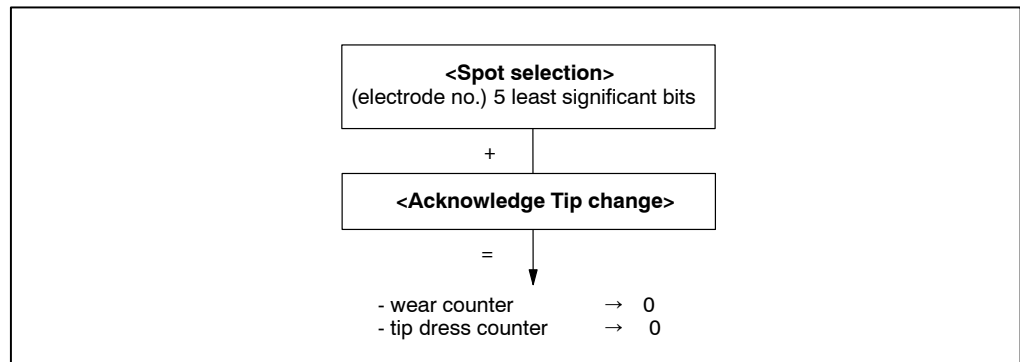 <Spot selection>
(electrode no.) 5 least significant bits
+
<Acknowledge Tip change>
=
- wear counter → 0
- tip dress counter → 0